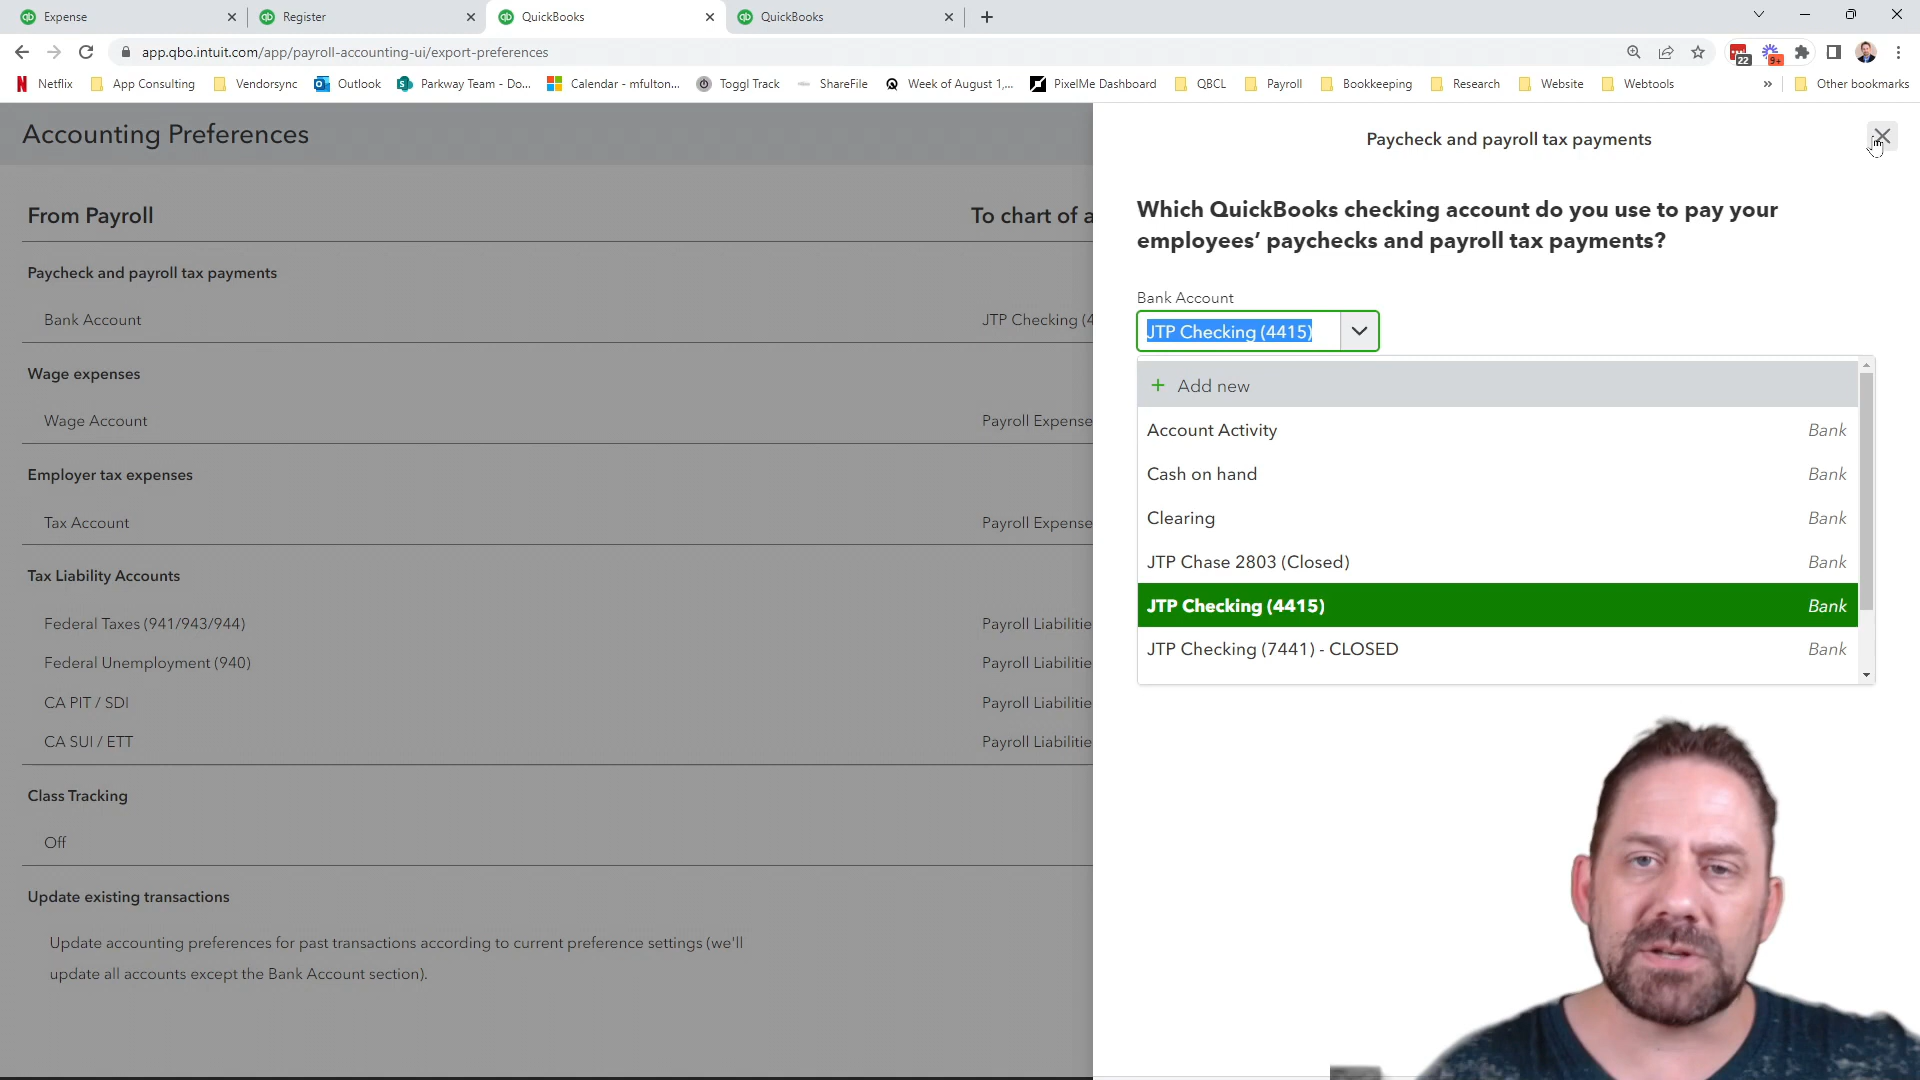 Expense
Register
QuickBooks
QuickBooks
app.qbo.intuit.com/app/payroll-accounting-ui/export-preferences
22
9+
Netflix
App Consulting
Vendorsync
Outlook
Parkway Team - Do...
Calendar - mfulton...
Toggl Track
ShareFile
Week of August 1,...
PixelMe Dashboard
QBCL
Payroll
Bookkeeping
Research
Website
Webtools
»
Other bookmarks
Accounting Preferences
From Payroll
To chart of a
Paycheck and payroll tax payments
Bank Account
JTP Checking (4
Wage expenses
Wage Account
Payroll Expense
Employer tax expenses
Tax Account
Payroll Expense
Tax Liability Accounts
Federal Taxes (941/943/944)
Payroll Liabilitie
Federal Unemployment (940)
Payroll Liabilitie
CA PIT / SDI
Payroll Liabilitie
CA SUI / ETT
Payroll Liabilitie
Class Tracking
Off
Update existing transactions
Update accounting preferences for past transactions according to current preference settings (we'll
update all accounts except the Bank Account section).
Paycheck and payroll tax payments
Which QuickBooks checking account do you use to pay your
employees’ paychecks and payroll tax payments?
Bank Account
JTP Checking (4415)
+ Add new
Account Activity Bank
Cash on hand Bank
Clearing Bank
JTP Chase 2803 (Closed) Bank
JTP Checking (4415) Bank
JTP Checking (7441) - CLOSED Bank